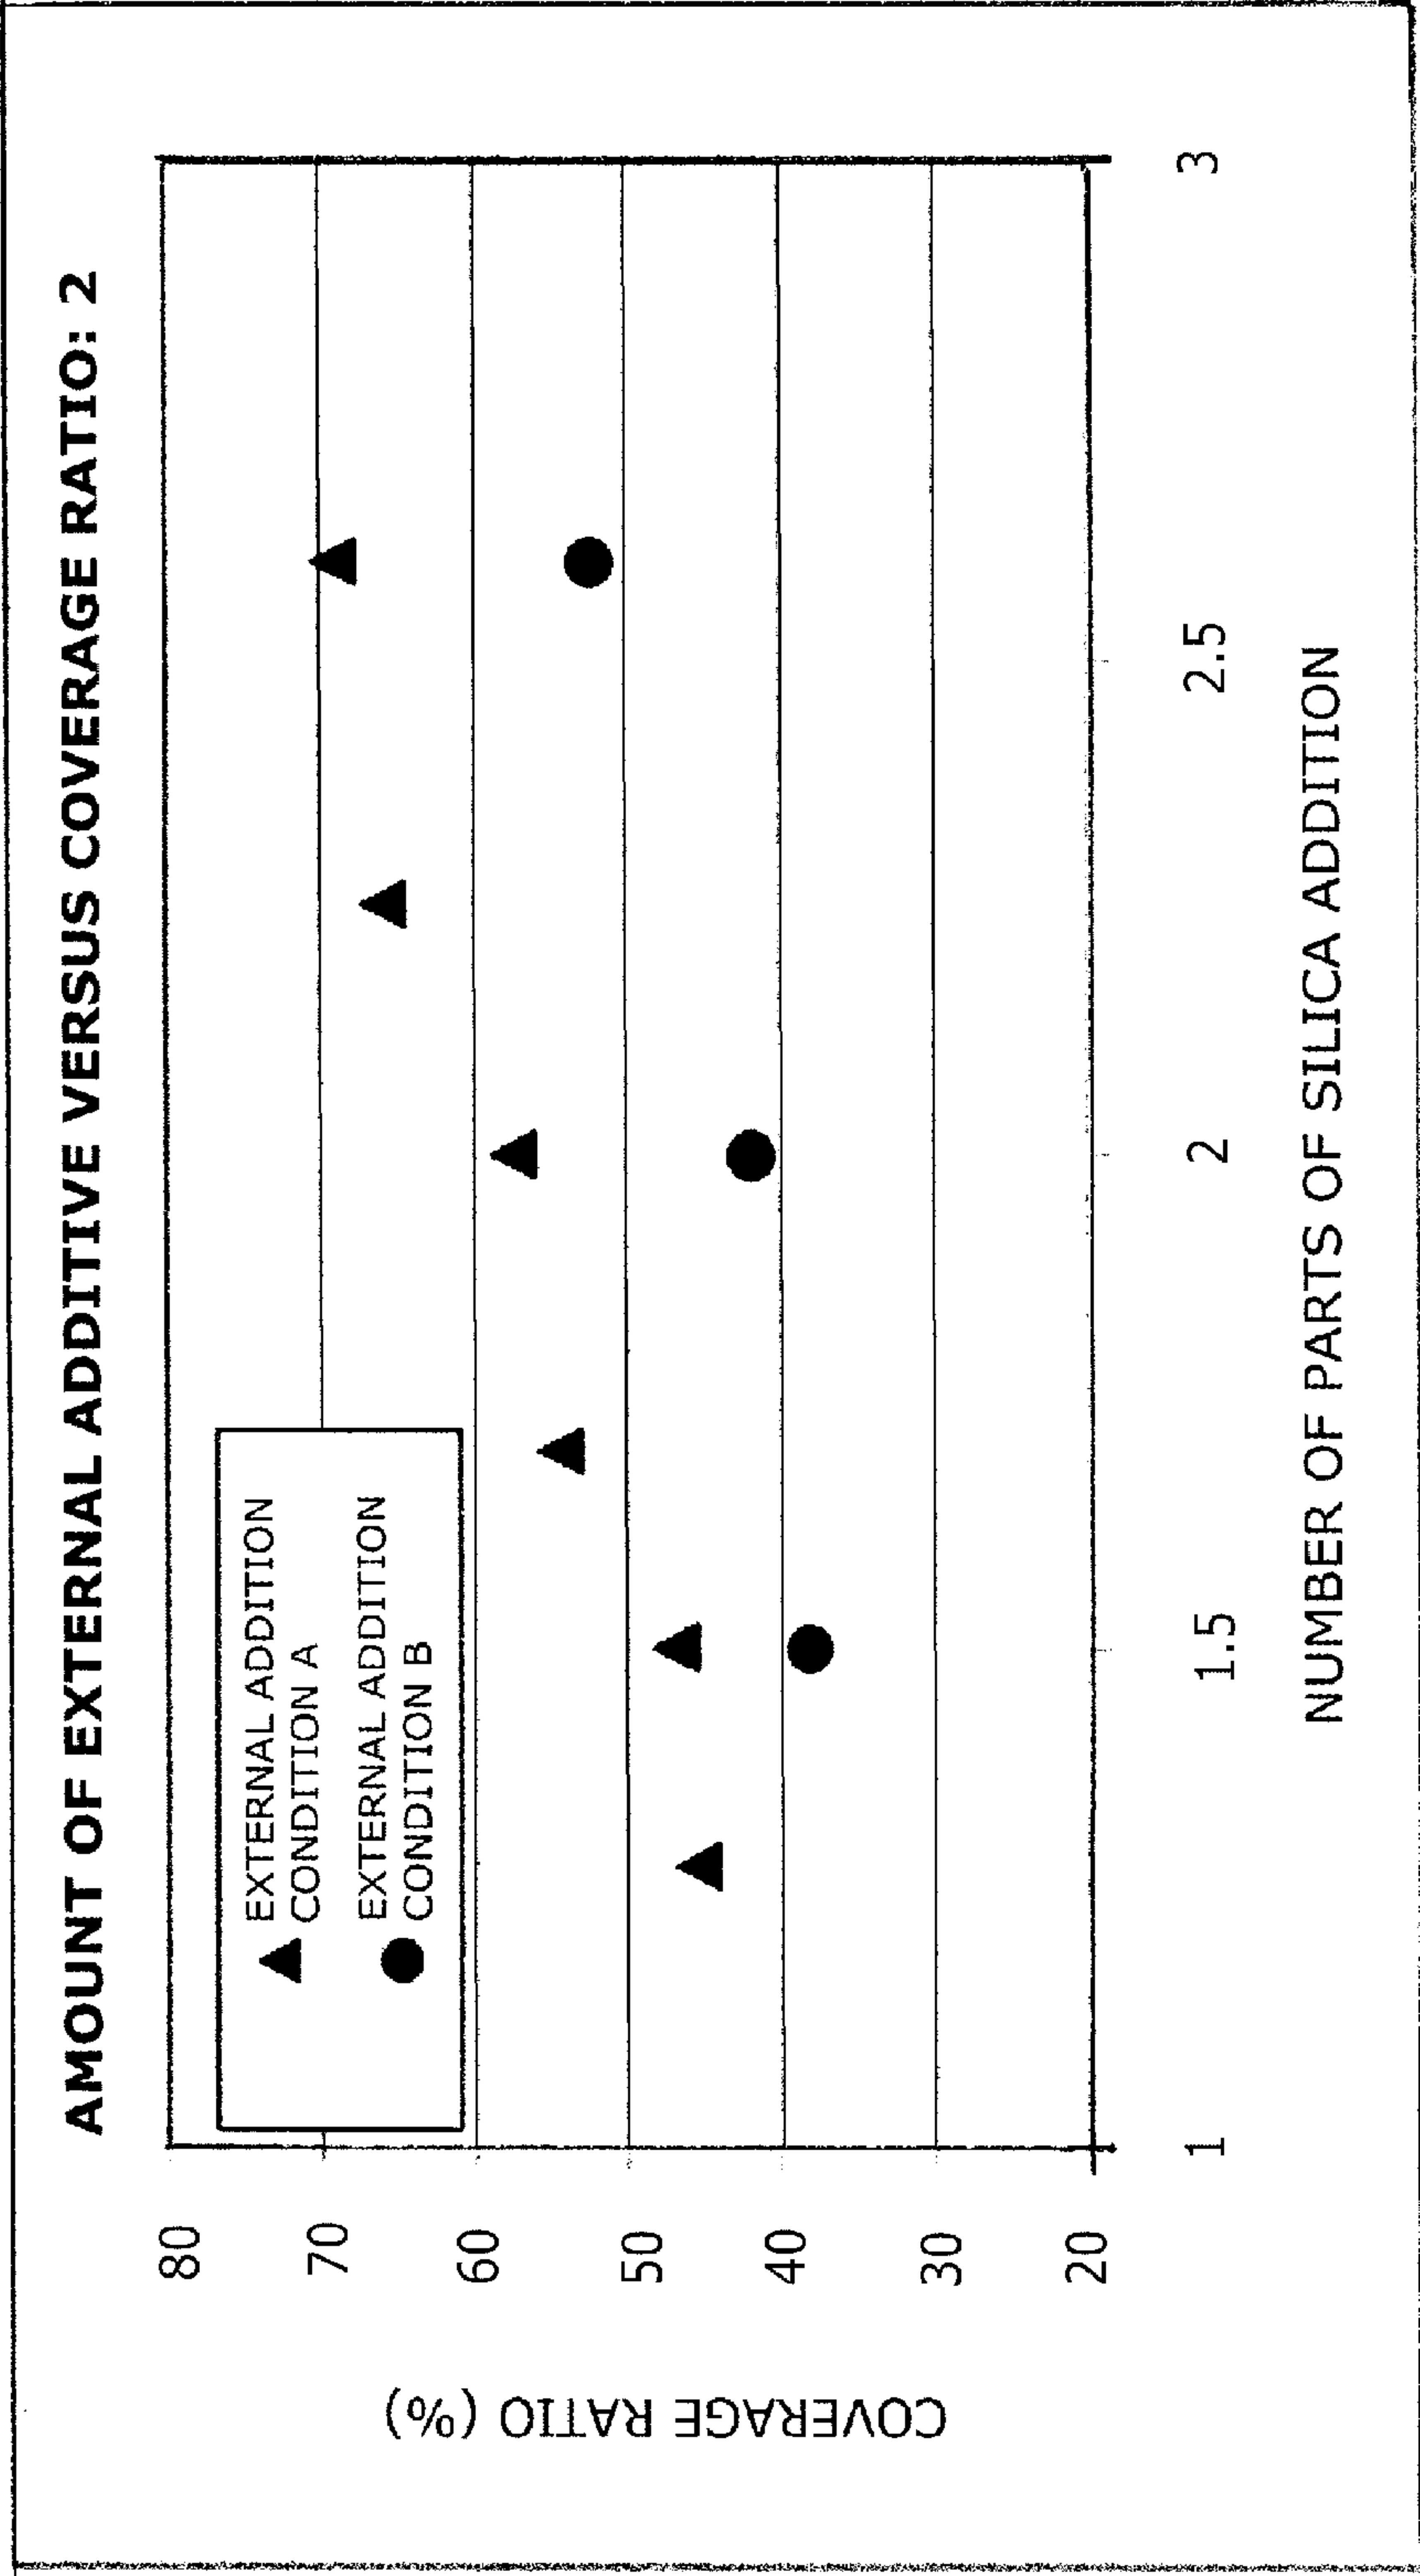 AMOUNT OF EXTERNAL ADDITIVE VERSUS COVERAGE RATIO: 2
EXTERNAL ADDITION
CONDITION A
EXTERNAL ADDITION
CONDITION B
COVERAGE RATIO (%)
80
70
60
50
40
30
20
1
1.5
2
2.5
3
NUMBER OF PARTS OF SILICA ADDITION